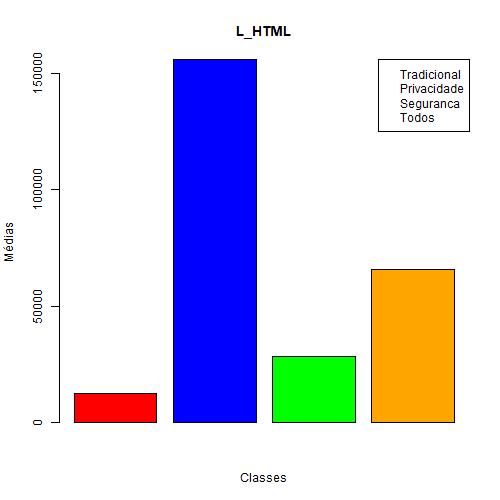 L_HTML
150000
100000
50000
0
Médias
Tradicional
Privacidade
Seguranca
Todos
Classes